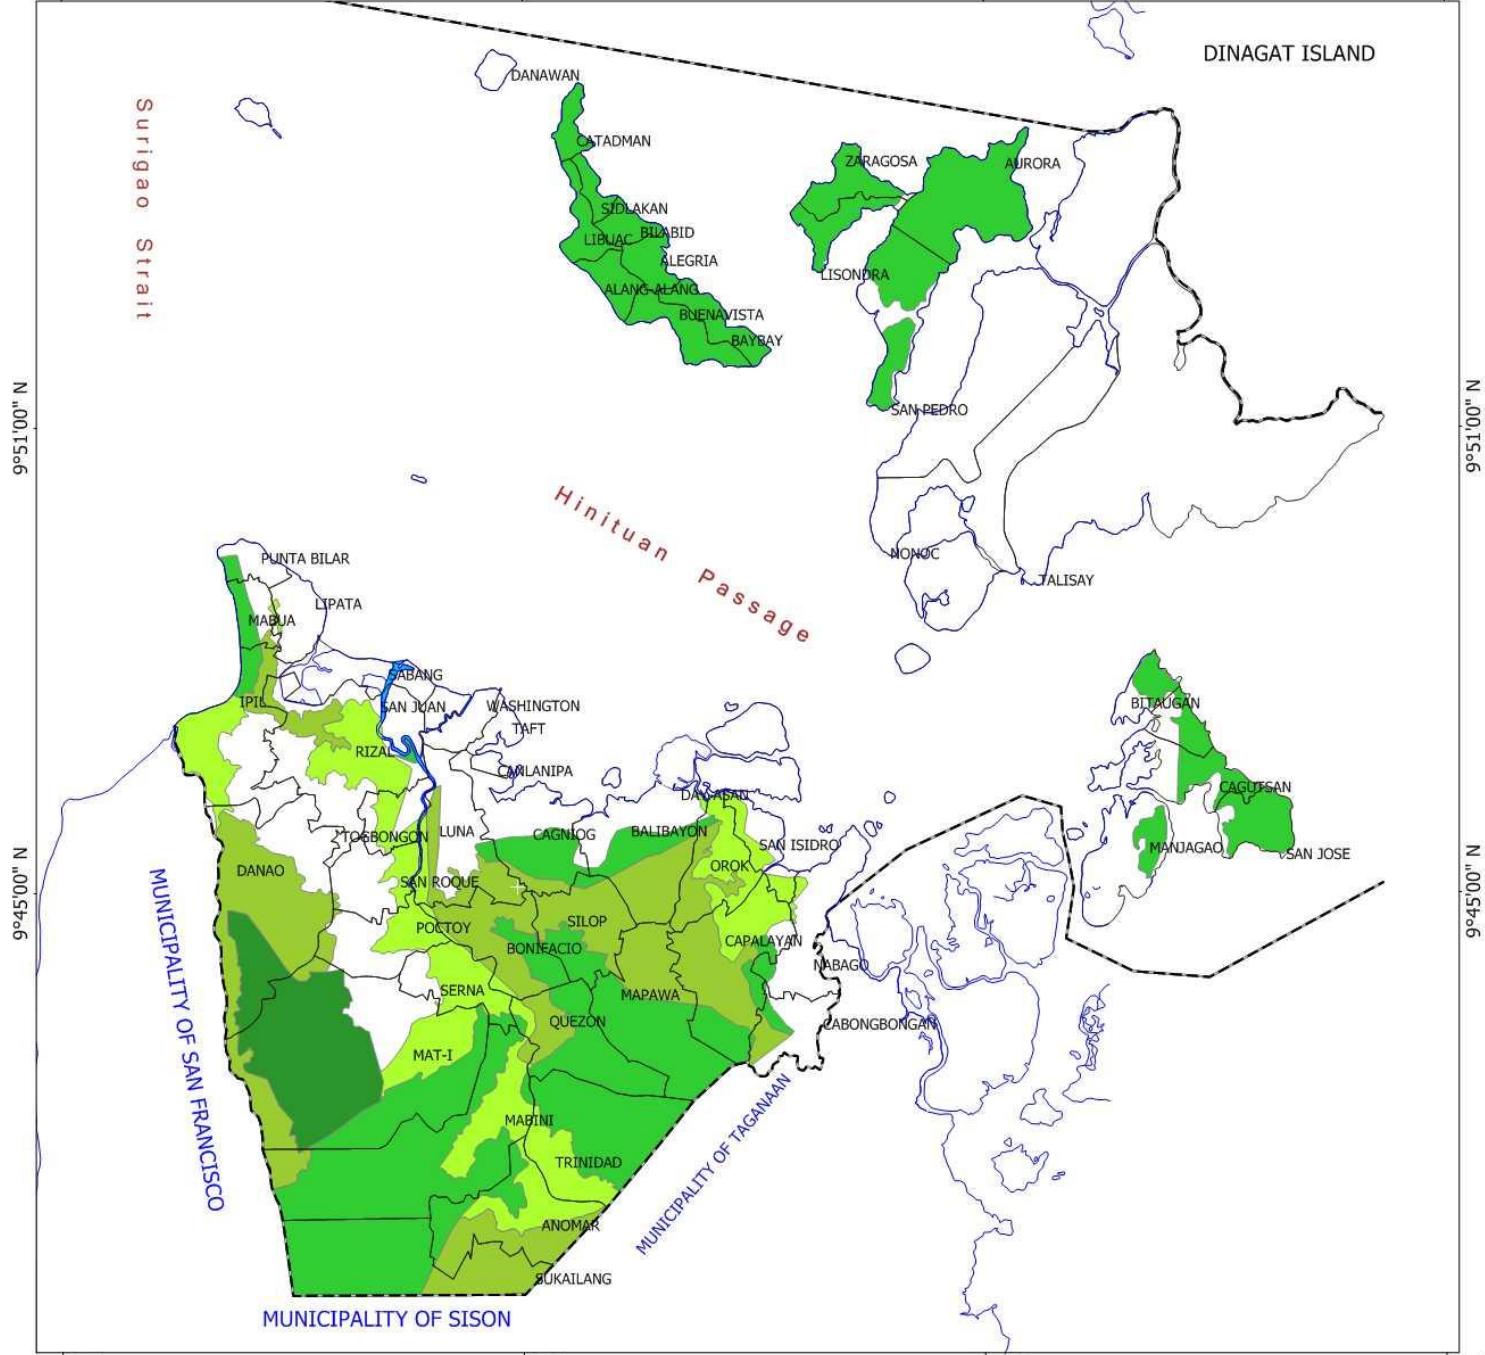 DINAGAT ISLAND
DANAWAN
Surigao Strait
CATADMAN
ZARAGOSA
AURORA
SIDLAKAN
BILABID
LIBUAC
ALEGRIA
LISONDRA
ALANG-ALANG
BUENAVISTA
BAYBAY
SAN PEDRO
9°51'00" N
9°51'00" N
Hinituan Passage
NONOC
TALISAY
PUNTA BILAR
LIPATA
MABUA
SABANG
IPIL
SAN JUAN
WASHINGTON
BITAUGAN
TAFT
RIZAL
CANLANIPA
CAGUTSAN
DAY-ASAN
LUNA
CAGNIOG
BALIBAYON
TOGBONGON
SAN ISIDRO
MANJAGAO
SAN JOSE
OROK
DANAO
SAN ROQUE
9°45'00" N
9°45'00" N
SILOP
POCTOY
BONIFACIO
CAPALAYAN
NABAGO
SERNA
MAPAWA
QUEZON
CABONGBONGAN
MAT-I
MUNICIPALITY OF SAN FRANCISCO
MABINI
TRINIDAD
MUNICIPALITY OF TAGANAAN
ANOMAR
SUKAILANG
MUNICIPALITY OF SISON